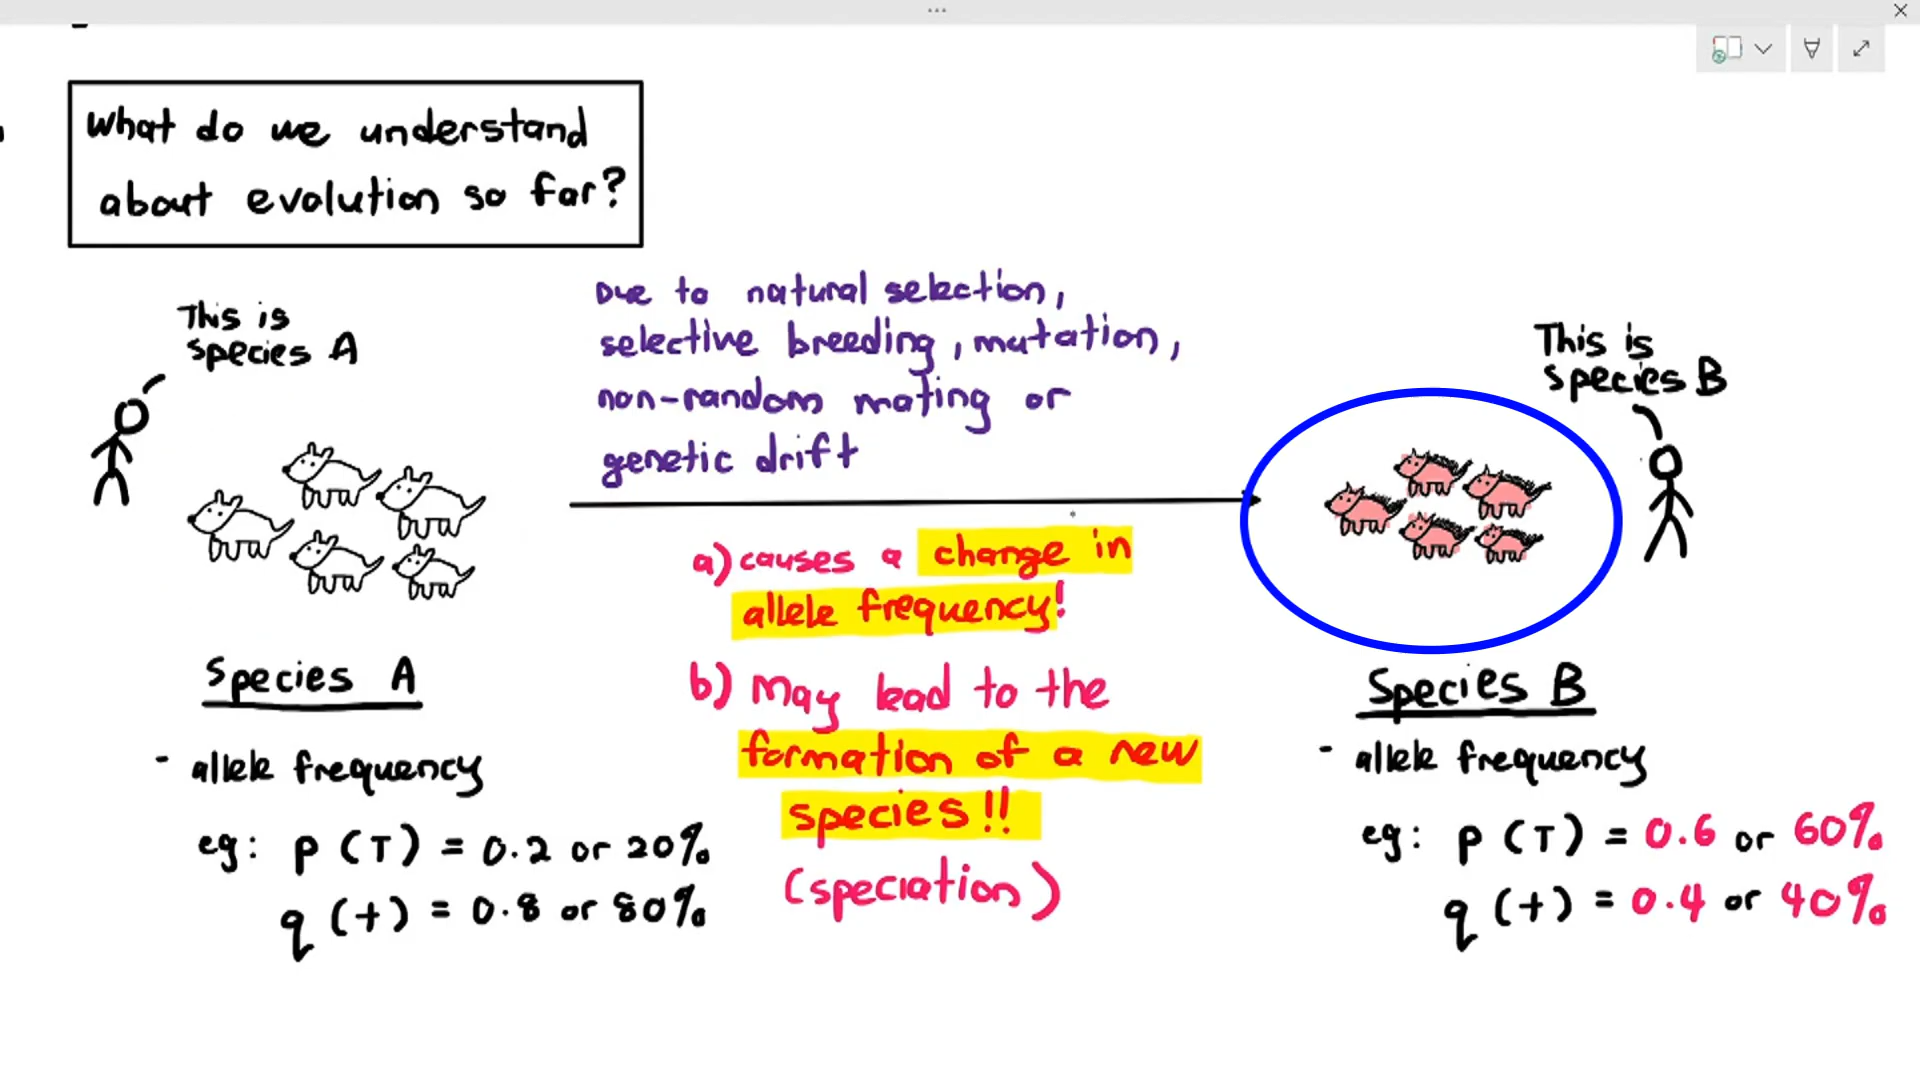 What do we understand
about evolution so far?
This is
species A
Due to natural selection,
selective breeding, mutation,
non-random mating or
genetic drift
This is
species B
a) causes a change in
allele frequency!
b) May lead to the
formation of a new
species!!
(speciation)
Species A
- allele frequency
eg: p (T) = 0.2 or 20%
q (t) = 0.8 or 80%
Species B
- allele frequency
eg: p (T) = 0.6 or 60%
q (t) = 0.4 or 40%